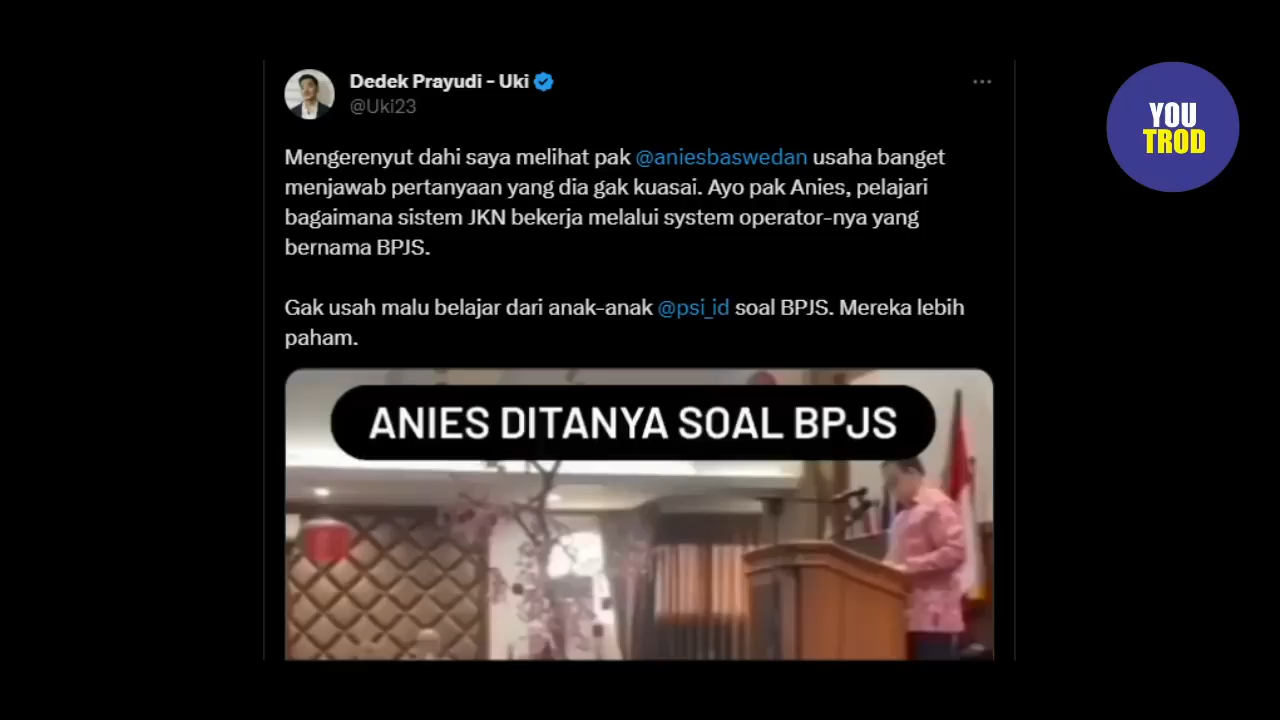 Dedek Prayudi - Uki
@Uki23
YOU
TROD
Mengerenyut dahi saya melihat pak @aniesbaswedan usaha banget
menjawab pertanyaan yang dia gak kuasai. Ayo pak Anies, pelajari
bagaimana sistem JKN bekerja melalui system operator-nya yang
bernama BPJS.
Gak usah malu belajar dari anak-anak @psi_id soal BPJS. Mereka lebih
paham.
ANIES DITANYA SOAL BPJS